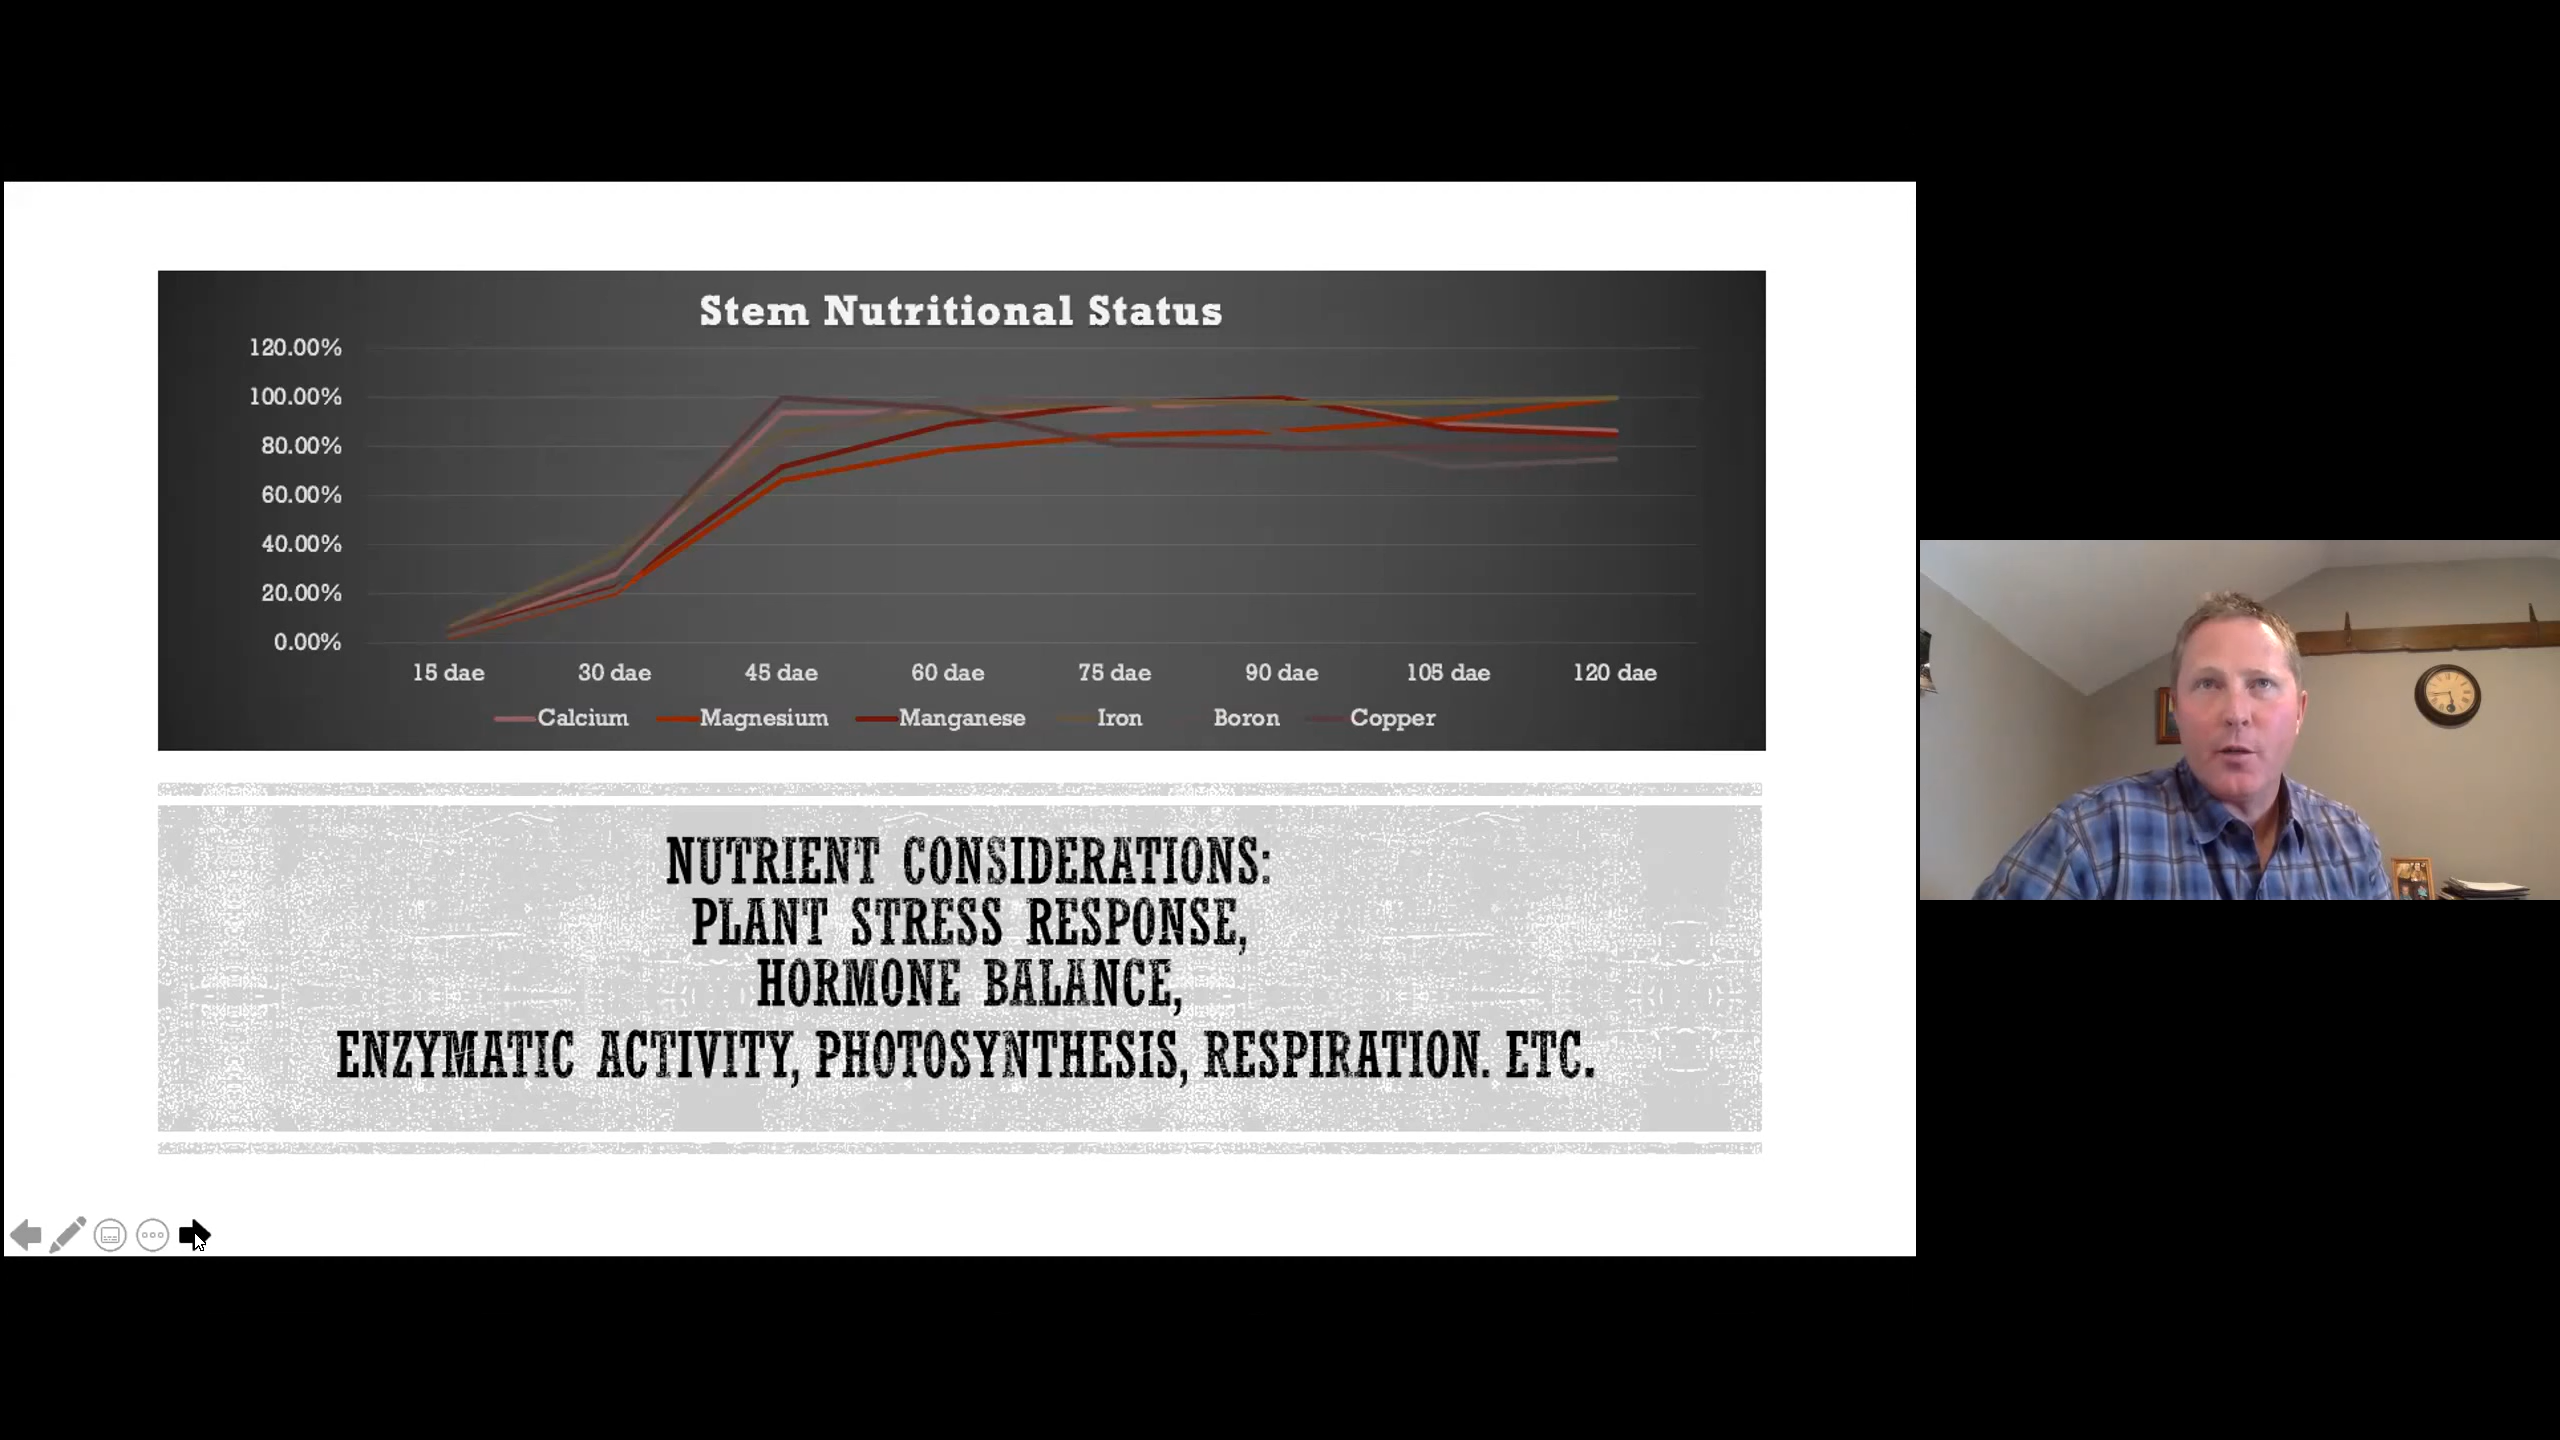 Stem Nutritional Status
120.00%
100.00%
80.00%
60.00%
40.00%
20.00%
0.00%
15 dae 30 dae 45 dae 60 dae 75 dae 90 dae 105 dae 120 dae
Calcium Magnesium Manganese Iron Boron Copper
NUTRIENT CONSIDERATIONS:
PLANT STRESS RESPONSE,
HORMONE BALANCE,
ENZYMATIC ACTIVITY, PHOTOSYNTHESIS, RESPIRATION. ETC.